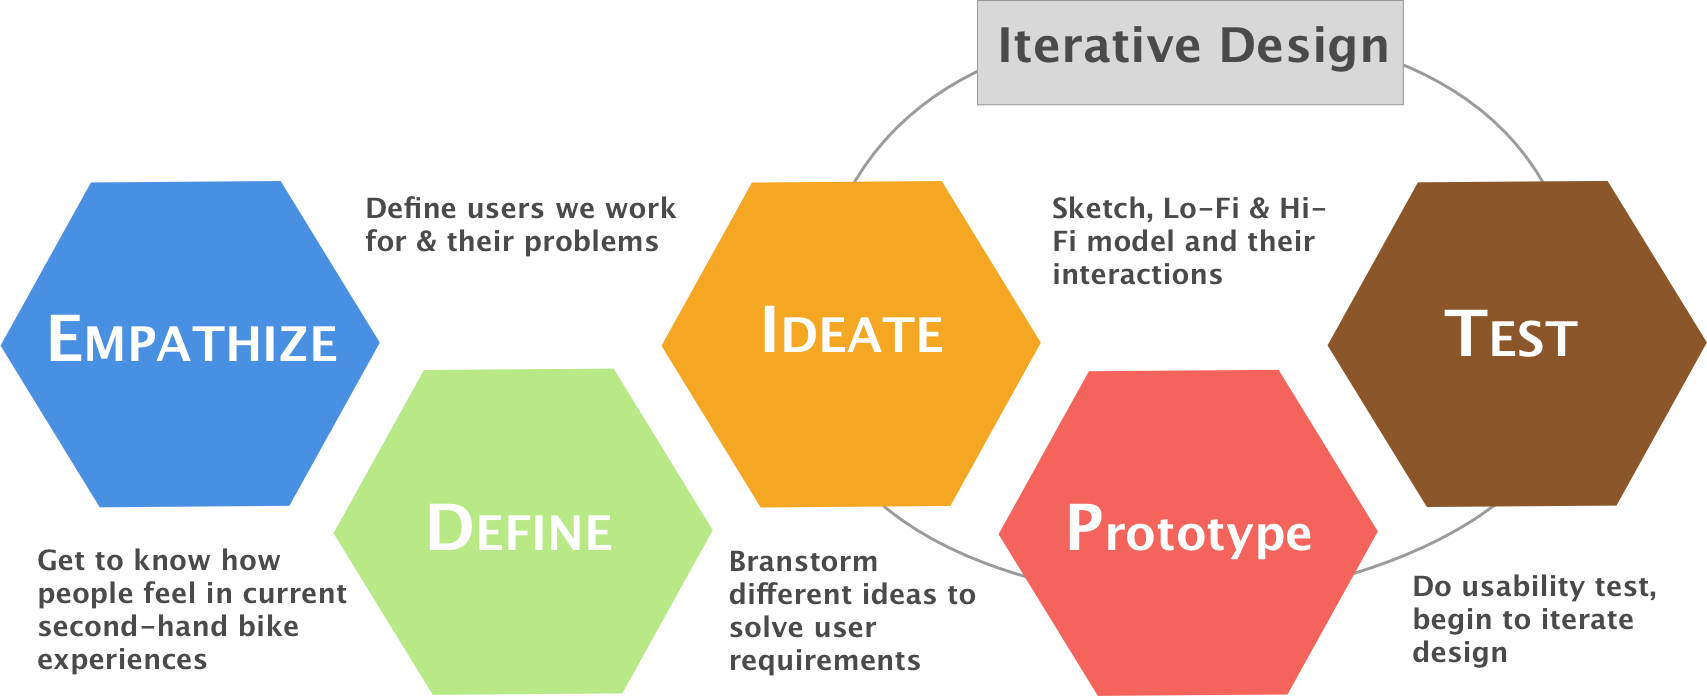 Iterative Design
EMPATHIZE
Get to know how
people feel in current
second-hand bike
experiences
Define users we work
for & their problems
DEFINE
IDEATE
Branstorm
different ideas to
solve user
requirements
Sketch, Lo-Fi & Hi-
Fi model and their
interactions
Prototype
TEST
Do usability test,
begin to iterate
design